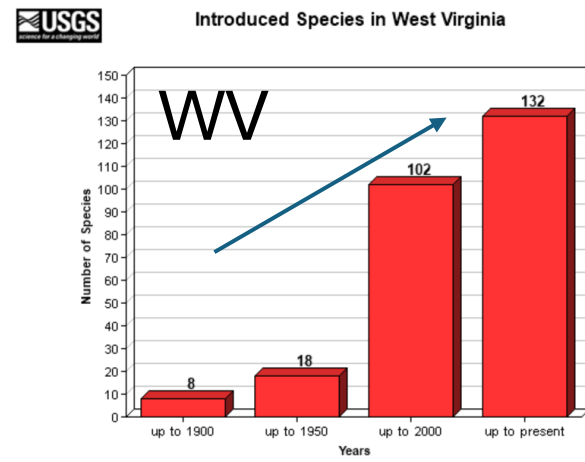 USGS
science for a changing world
Introduced Species in West Virginia
WV
Number of Species
150
140
130
120
110
100
90
80
70
60
50
40
30
20
10
0
8
18
102
132
up to 1900
up to 1950
up to 2000
up to present
Years